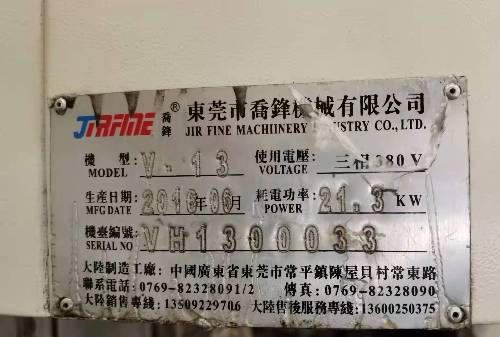 JIRFINE 喬鋒 ® 東莞市喬鋒機械有限公司
JIR FINE MACHIINERY INDUSTRY CO., LTD.
機 型: V-13 使用電壓: 三相380V
MODEL VOLTAGE
生産日期: 2016年06月 耗電功率: 21.3 KW
MFG DATE POWER
機臺編號: VH1300033
SERIAL NO
大陸制造工廠: 中國廣東省東莞市常平鎮陳屋貝村常東路
聯系電話: 0769-82328091/2 傳真: 0769-82328090
大陸銷售專綫: 13509229706 大陸售後服務專綫: 13600250375